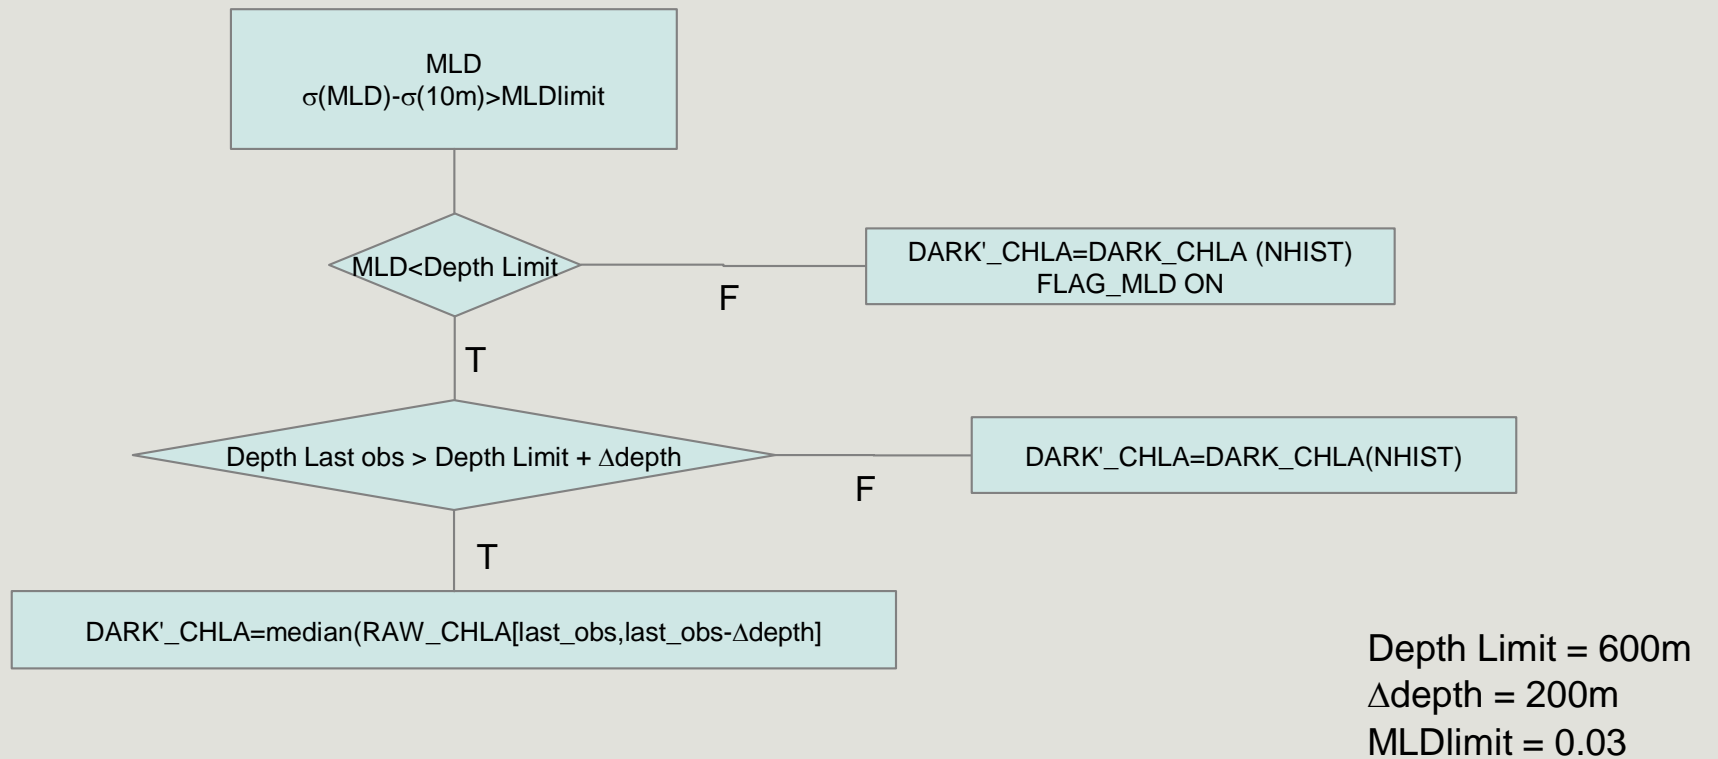 MLD
σ(MLD)-σ(10m)>MLDlimit
MLD<Depth Limit
F
DARK'_CHLA=DARK_CHLA (NHIST)
FLAG_MLD ON
T
Depth Last obs > Depth Limit + Δdepth
F
DARK'_CHLA=DARK_CHLA(NHIST)
T
DARK'_CHLA=median(RAW_CHLA[last_obs,last_obs-Δdepth]
Depth Limit = 600m
Δdepth = 200m
MLDlimit = 0.03